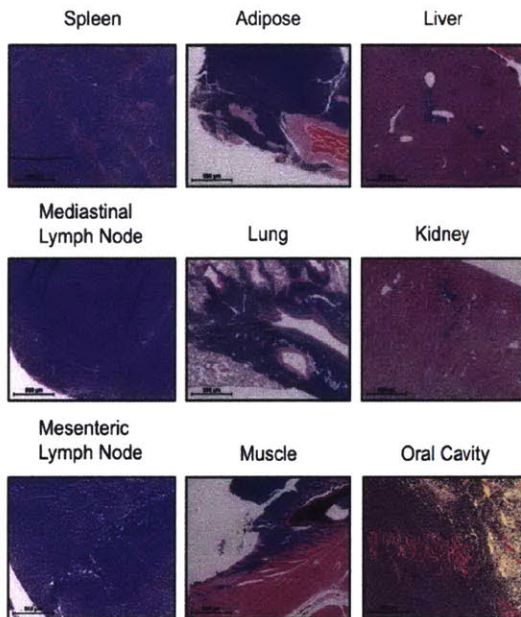 Spleen
Adipose
Liver
Mediastinal
Lymph Node
Lung
Kidney
Mesenteric
Lymph Node
Muscle
Oral Cavity